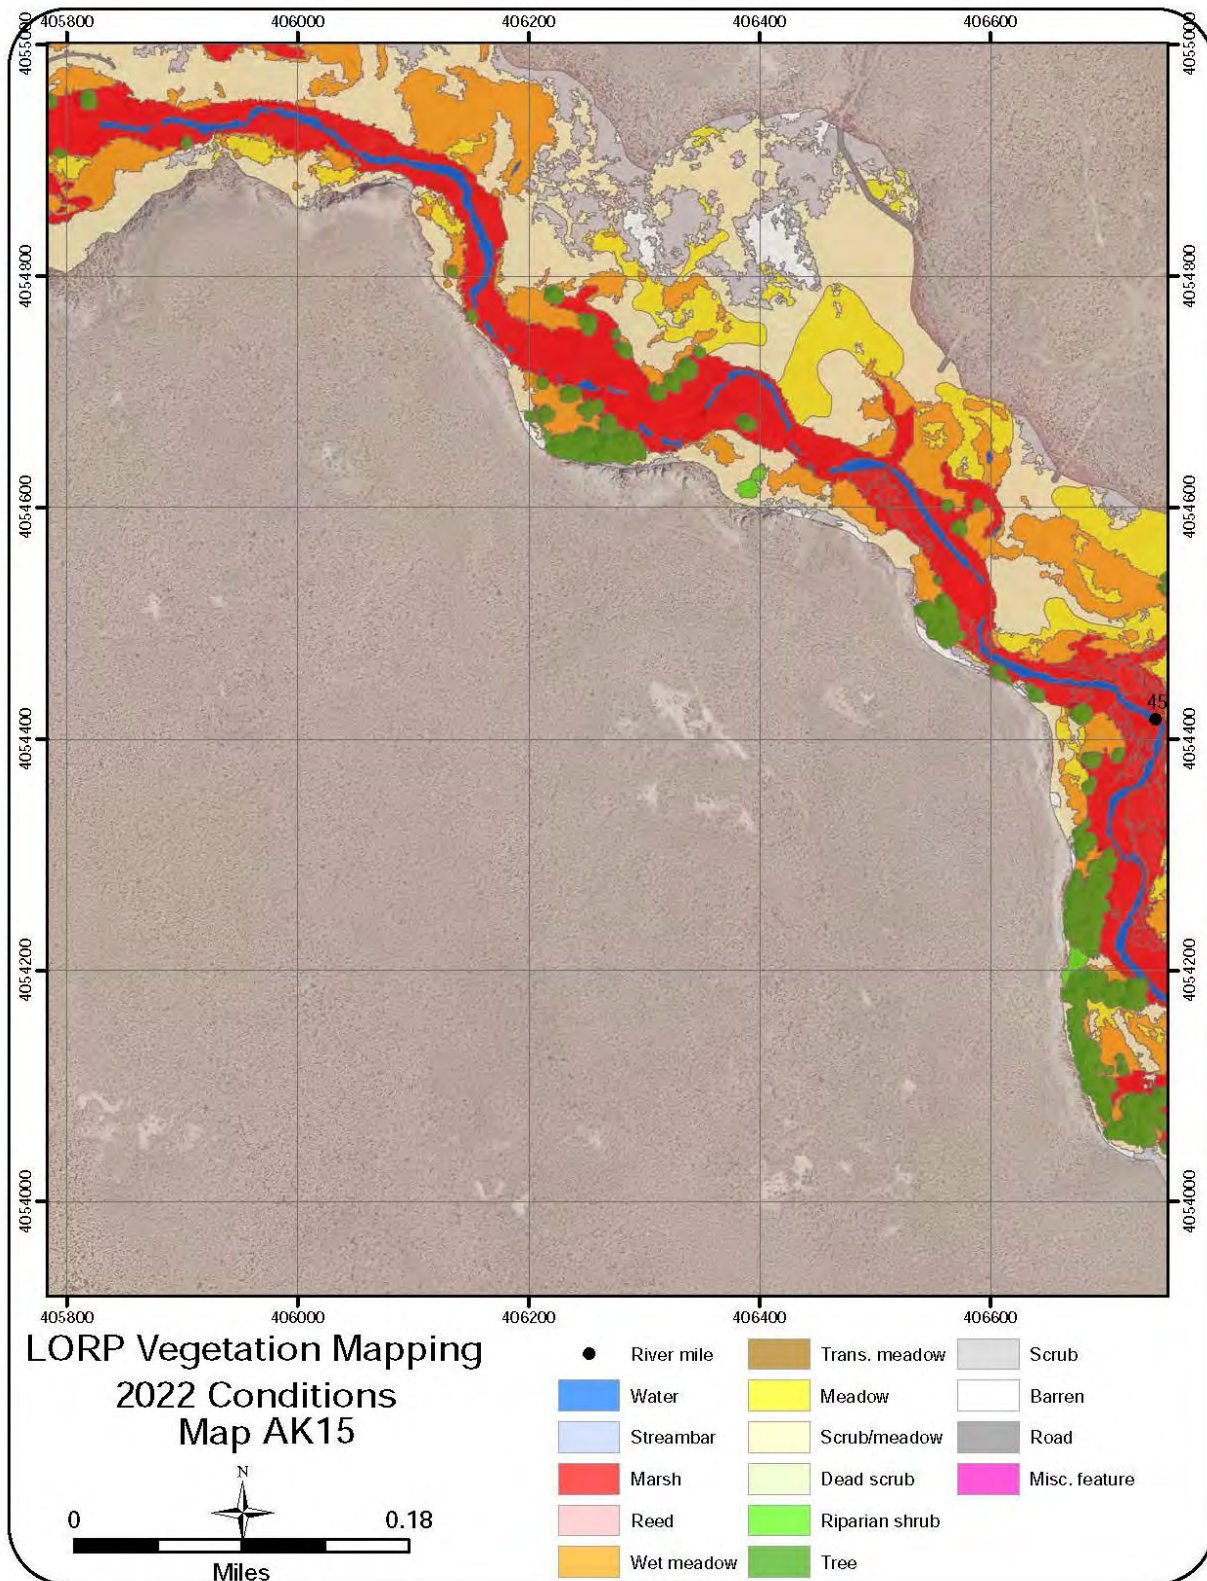 405800 406000 406200 406400 406600
4055000 4055000
4054800 4054800
4054600 4054600
45
4054400 4054400
4054200 4054200
4054000 4054000
405800 406000 406200 406400 406600
LORP Vegetation Mapping
2022 Conditions
Map AK15
N
0 0.18
Miles
River mile
Water
Streambar
Marsh
Reed
Wet meadow
Trans. meadow
Meadow
Scrub/meadow
Dead scrub
Riparian shrub
Tree
Scrub
Barren
Road
Misc. feature